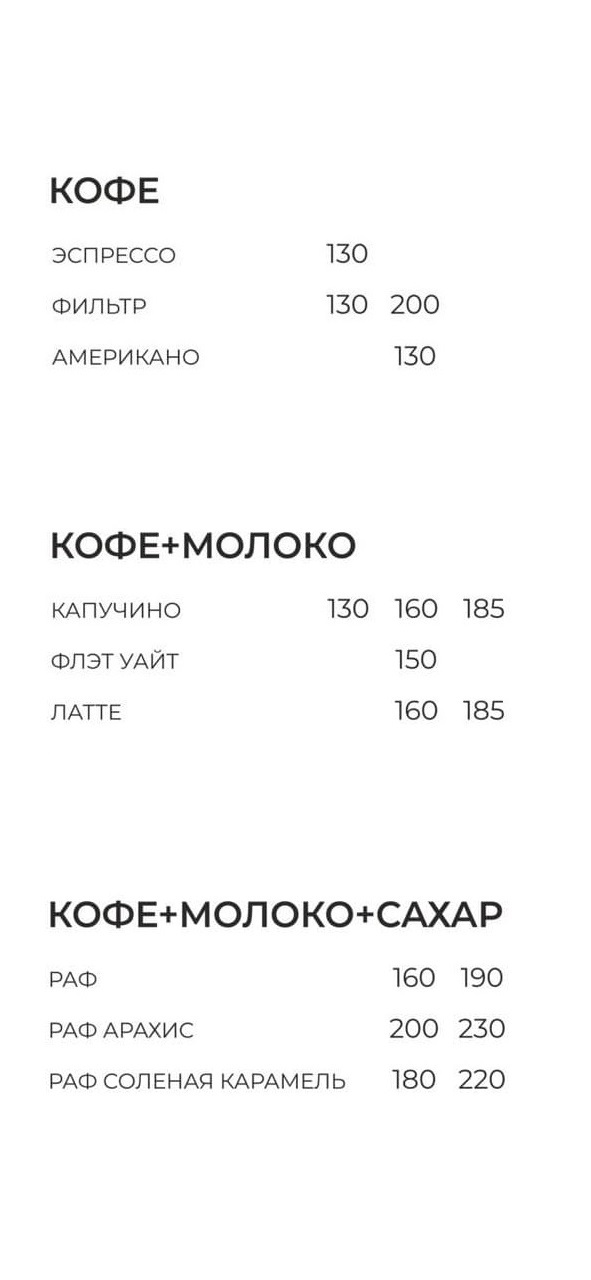 КОФЕ
ЭСПРЕССО 130
ФИЛЬТР 130 200
АМЕРИКАНО 130
КОФЕ+МОЛОКО
КАПУЧИНО 130 160 185
ФЛЭТ УАЙТ 150
ЛАТТЕ 160 185
КОФЕ+МОЛОКО+САХАР
РАФ 160 190
РАФ АРАХИС 200 230
РАФ СОЛЕНАЯ КАРАМЕЛЬ 180 220